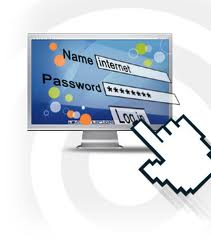 Name internet
Password ********
Log in